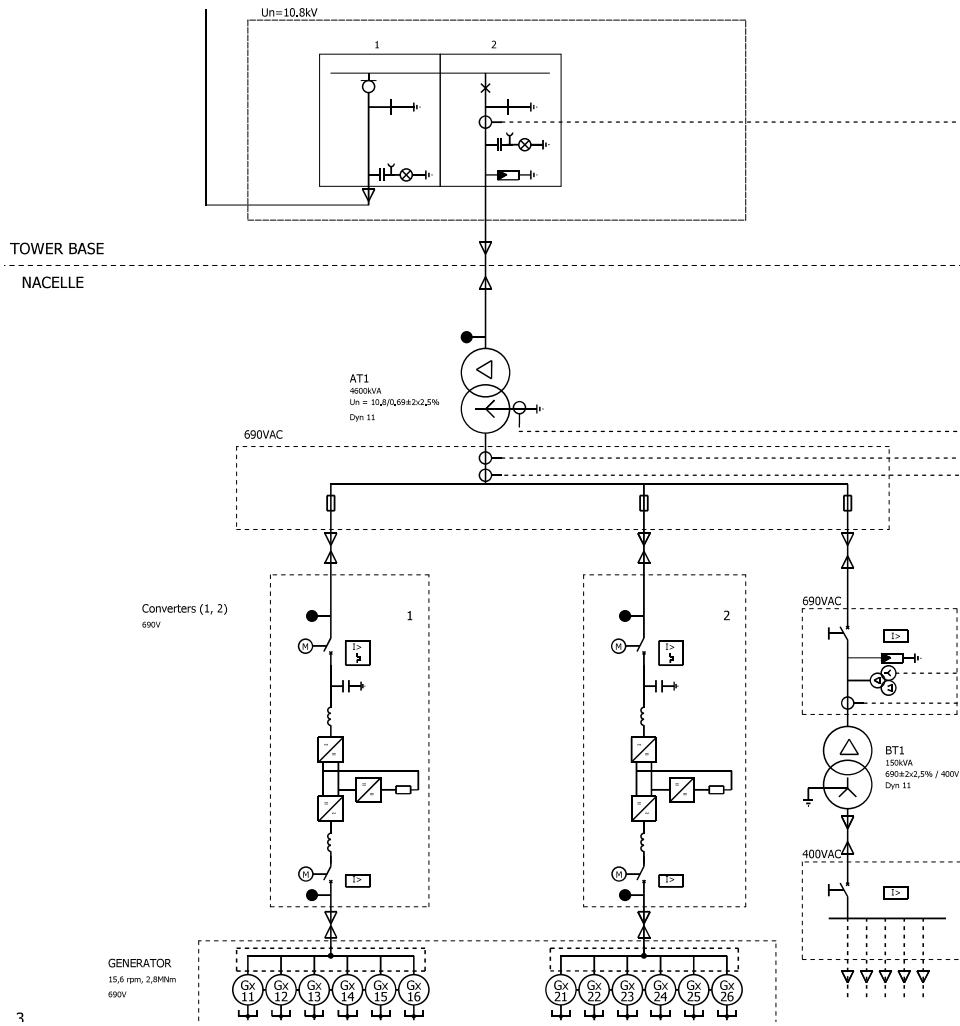 Un=10.8kV
1
2
TOWER BASE
NACELLE
AT1
4600kVA
Un = 10.8/0.69±2x2.5%
Dyn 11
690VAC
Converters (1, 2)
690V
1
2
690VAC
M
I>
M
I>
I>
~
=
~
=
BT1
150kVA
690±2x2,5% / 400V
Dyn 11
=
=
=
=
=
~
=
~
400VAC
M
I>
M
I>
I>
GENERATOR
15,6 rpm, 2,8MNm
690V
Gx 11
Gx 12
Gx 13
Gx 14
Gx 15
Gx 16
Gx 21
Gx 22
Gx 23
Gx 24
Gx 25
Gx 26
3